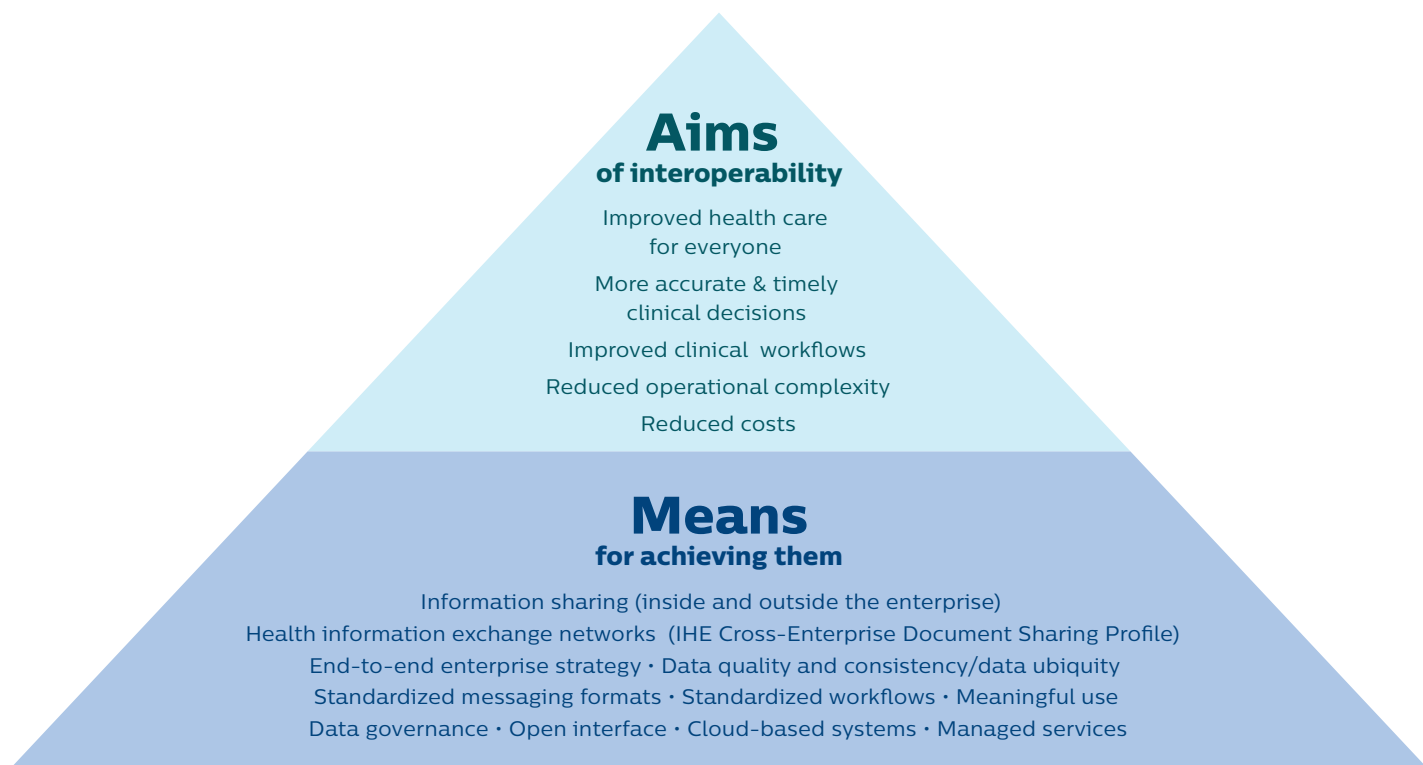 Aims
of interoperability
Improved health care
for everyone
More accurate & timely
clinical decisions
Improved clinical  workflows
Reduced operational complexity
Reduced costs
Means
for achieving them
Information sharing (inside and outside the enterprise)
Health information exchange networks  (IHE Cross-Enterprise Document Sharing Profile)
End-to-end enterprise strategy • Data quality and consistency/data ubiquity
Standardized messaging formats • Standardized workflows • Meaningful use
Data governance • Open interface • Cloud-based systems • Managed services